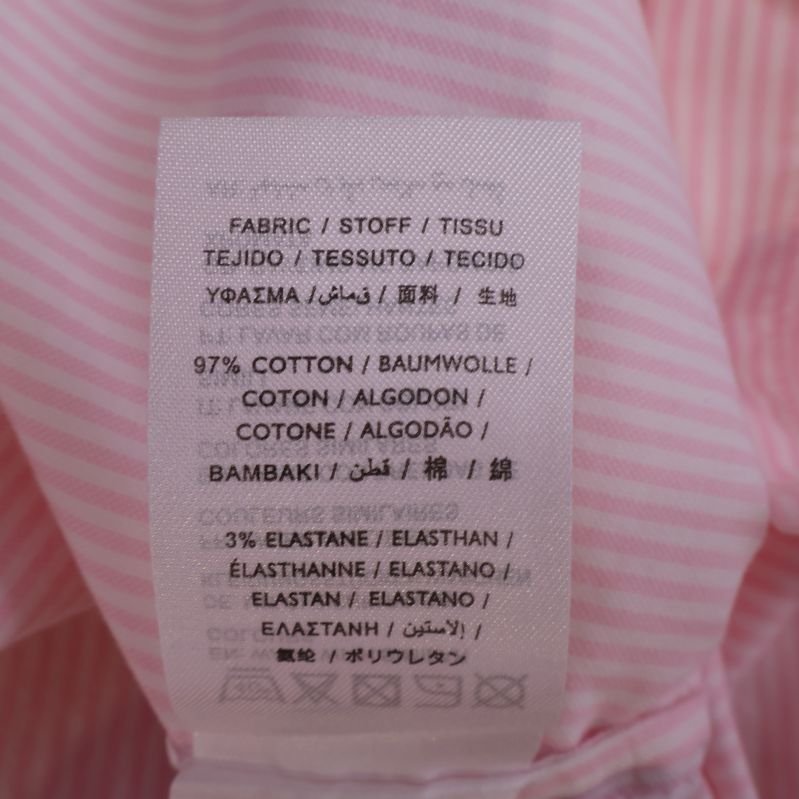 FABRIC / STOFF / TISSU
TEJIDO / TESSUTO / TECIDO
ΥΦΑΣΜΑ / قماش / 面料 / 生地
97% COTTON / BAUMWOLLE /
COTON / ALGODON /
COTONE / ALGODÃO /
ΒΑΜΒΑΚΙ / قطن / 棉 / 綿
3% ELASTANE / ELASTHAN /
ÉLASTHANNE / ELASTANO /
ELASTAN / ELASTANO /
ΕΛΑΣΤΑΝΗ / الأستين /
氨纶 / ポリウレタン